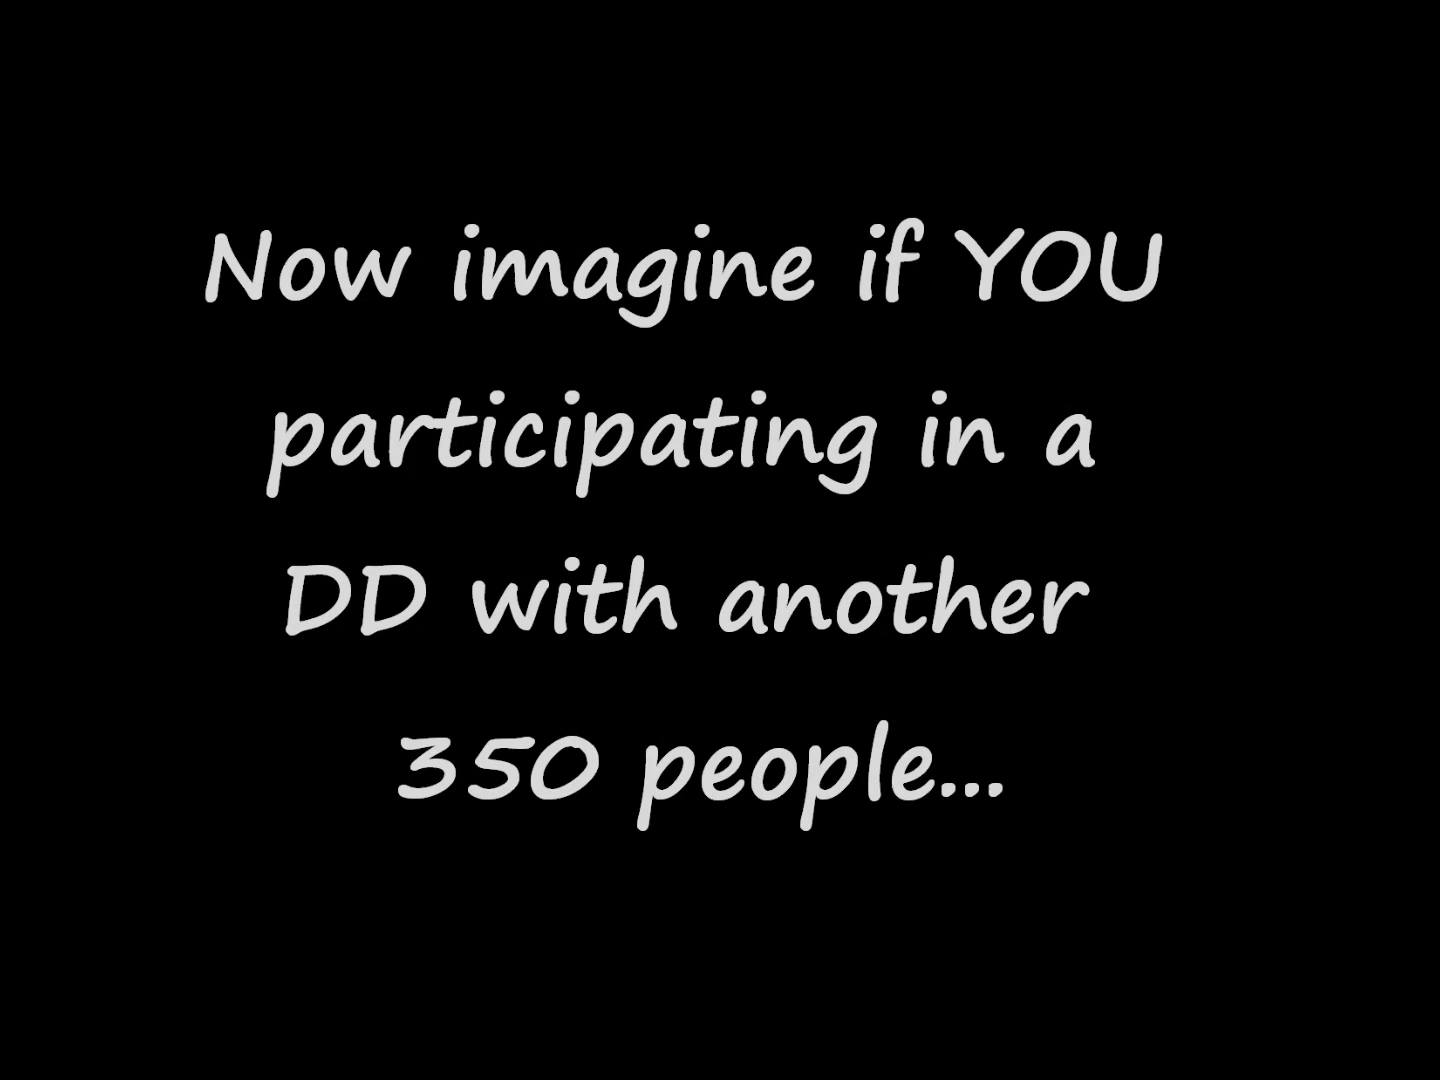 Now imagine if YOU
participating in a
DD with another
350 people...